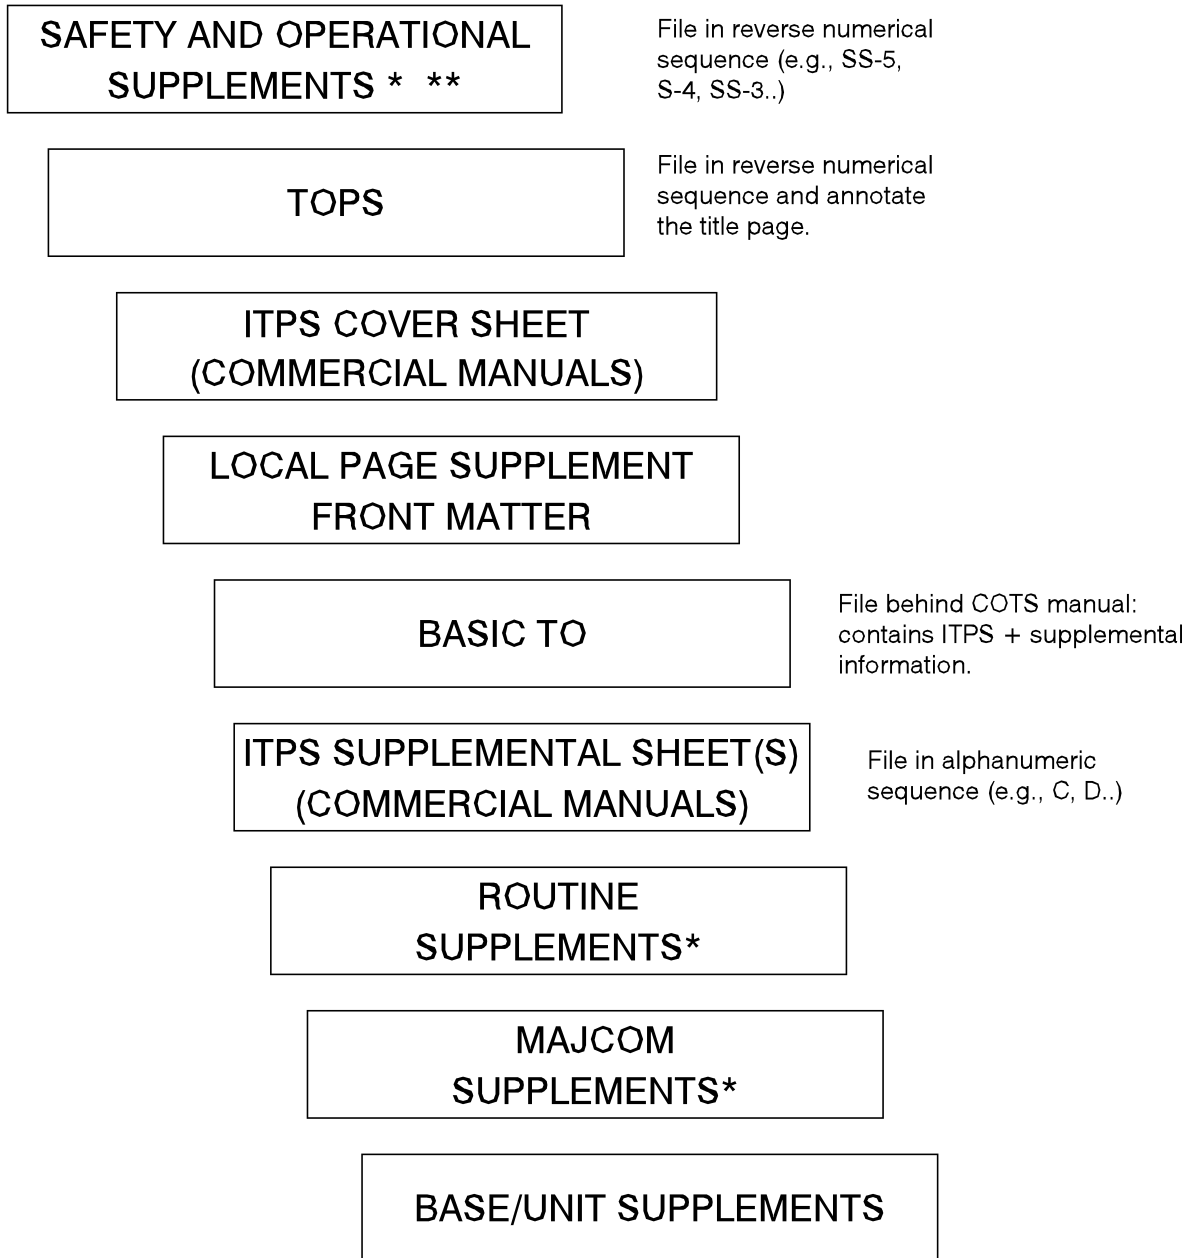 SAFETY AND OPERATIONAL
SUPPLEMENTS * **
File in reverse numerical
sequence (e.g., SS-5,
S-4, SS-3..)
TOPS
File in reverse numerical
sequence and annotate
the title page.
ITPS COVER SHEET
(COMMERCIAL MANUALS)
LOCAL PAGE SUPPLEMENT
FRONT MATTER
BASIC TO
File behind COTS manual:
contains ITPS + supplemental
information.
ITPS SUPPLEMENTAL SHEET(S)
(COMMERCIAL MANUALS)
File in alphanumeric
sequence (e.g., C, D..)
ROUTINE
SUPPLEMENTS*
MAJCOM
SUPPLEMENTS*
BASE/UNIT SUPPLEMENTS